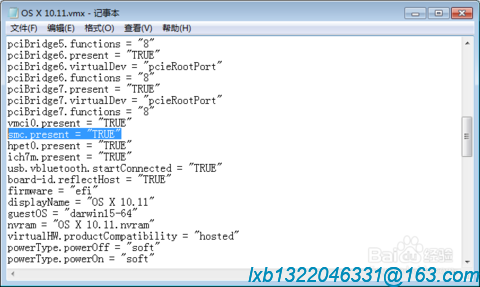 OS X 10.11.vmx - 记事本
文件(F) 编辑(E) 格式(O) 查看(V) 帮助(H)
pciBridge5.functions = "8"
pciBridge6.present = "TRUE"
pciBridge6.virtualDev = "pcieRootPort"
pciBridge6.functions = "8"
pciBridge7.present = "TRUE"
pciBridge7.virtualDev = "pcieRootPort"
pciBridge7.functions = "8"
vmci0.present = "TRUE"
smc.present = "TRUE"
hpet0.present = "TRUE"
ich7m.present = "TRUE"
usb.vbluetooth.startConnected = "TRUE"
board-id.reflectHost = "TRUE"
firmware = "efi"
displayName = "OS X 10.11"
guestOS = "darwin15-64"
nvram = "OS X 10.11.nvram"
virtualHW.productCompatibility = "hosted"
powerType.powerOff = "soft"
powerType.powerOn = "soft"
Baidu 经验
lxb1322046331@163.com